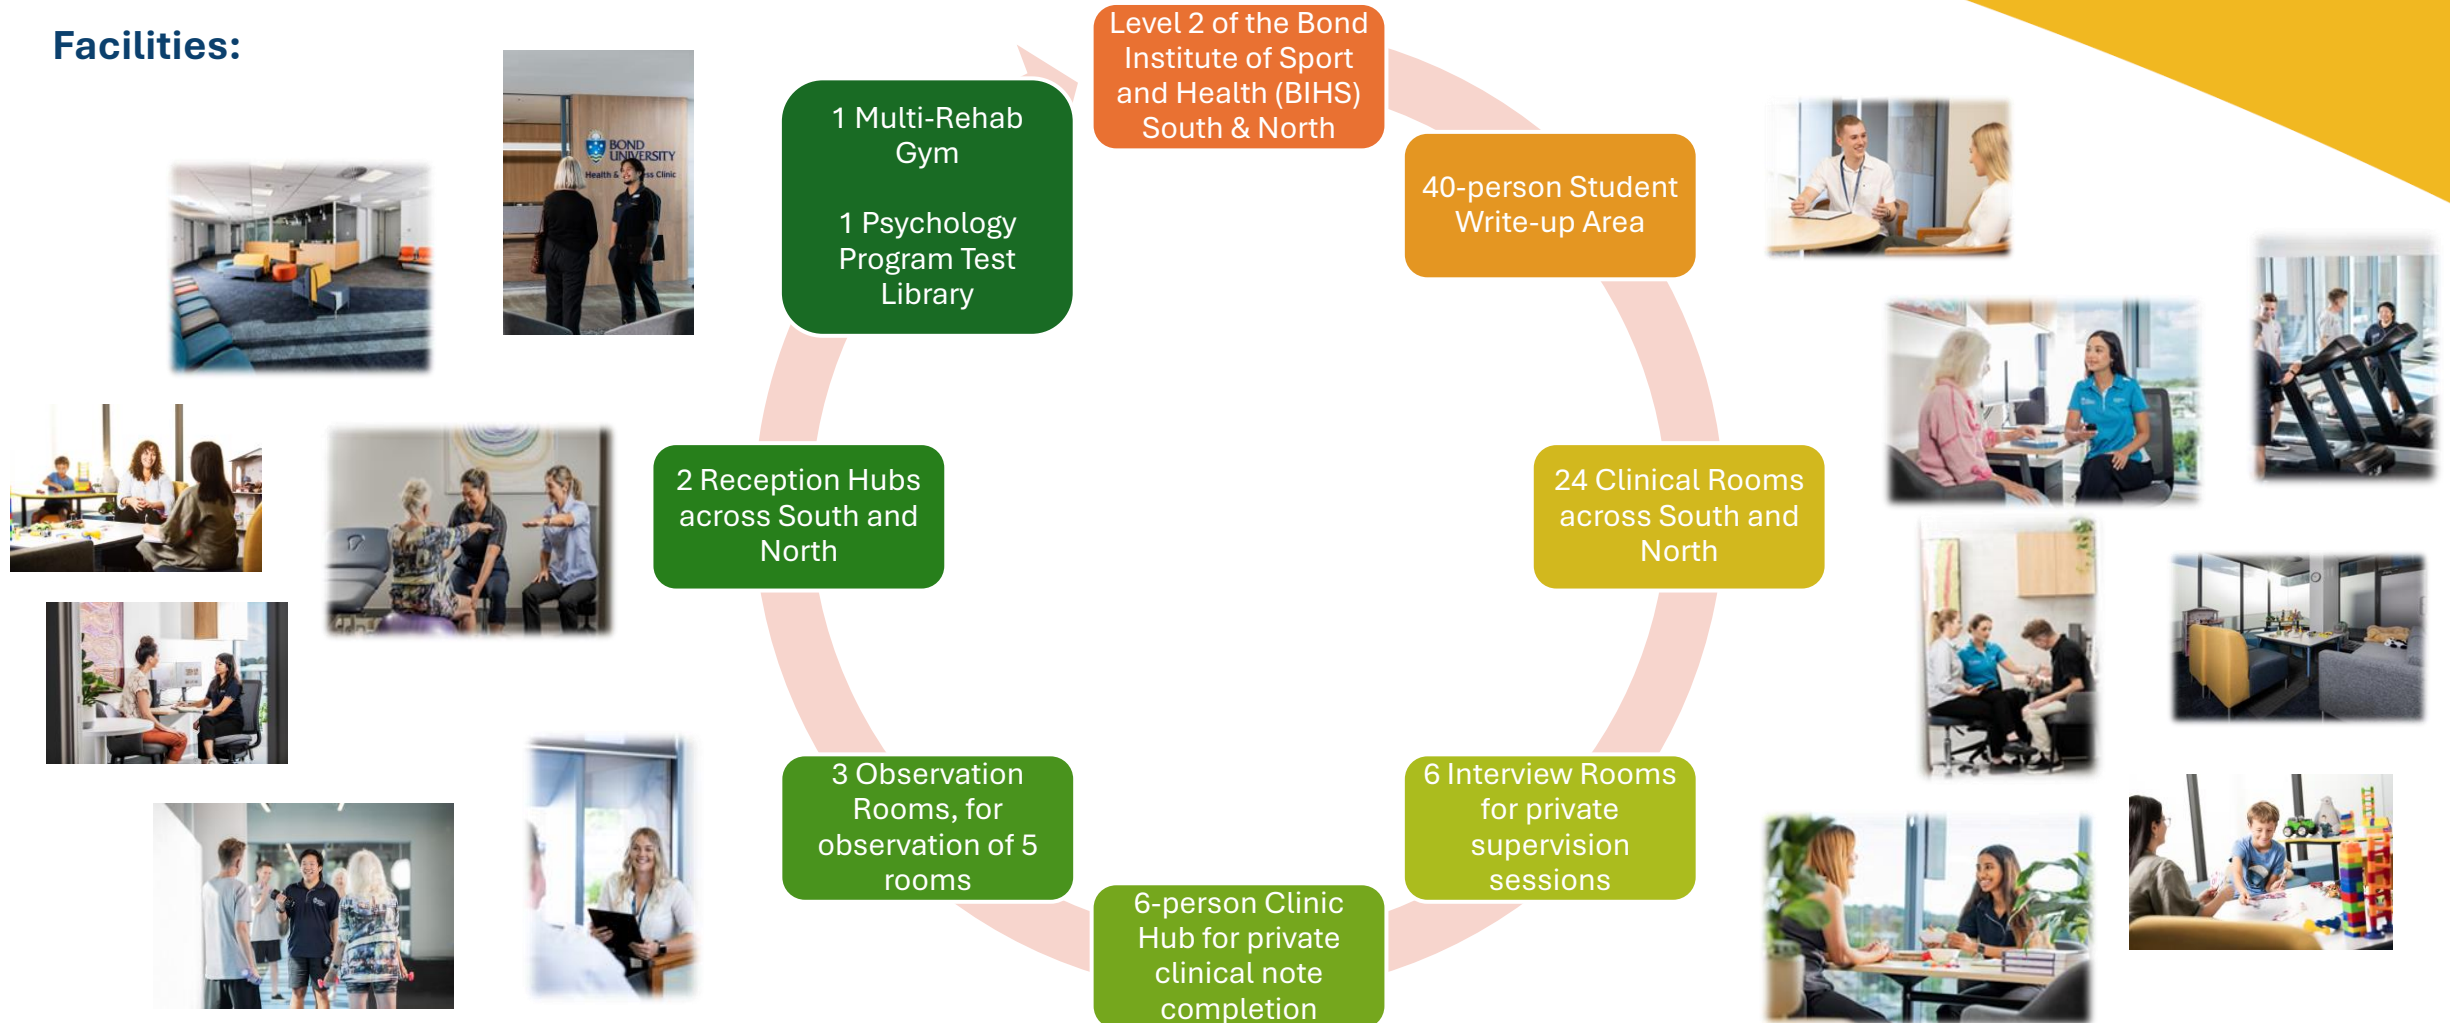 Facilities:
Level 2 of the Bond
Institute of Sport
and Health (BIHS)
South & North
40-person Student
Write-up Area
24 Clinical Rooms
across South and
North
6 Interview Rooms
for private
supervision
sessions
6-person Clinic
Hub for private
clinical note
completion
3 Observation
Rooms, for
observation of 5
rooms
2 Reception Hubs
across South and
North
1 Multi-Rehab
Gym
1 Psychology
Program Test
Library
BOND
UNIVERSITY
Health & ess Clinic